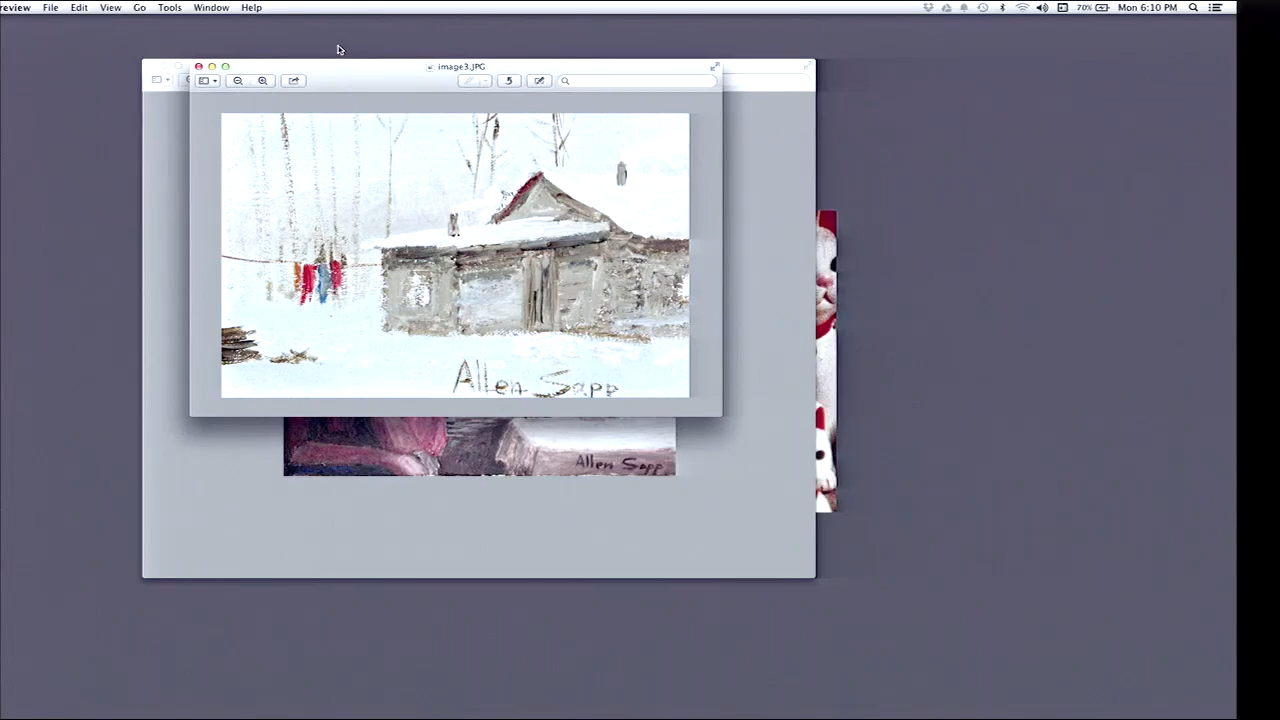 review File Edit View Go Tools Window Help
70% Mon 6:10 PM
image3.JPG
5
Allen Sapp
Allen Sapp